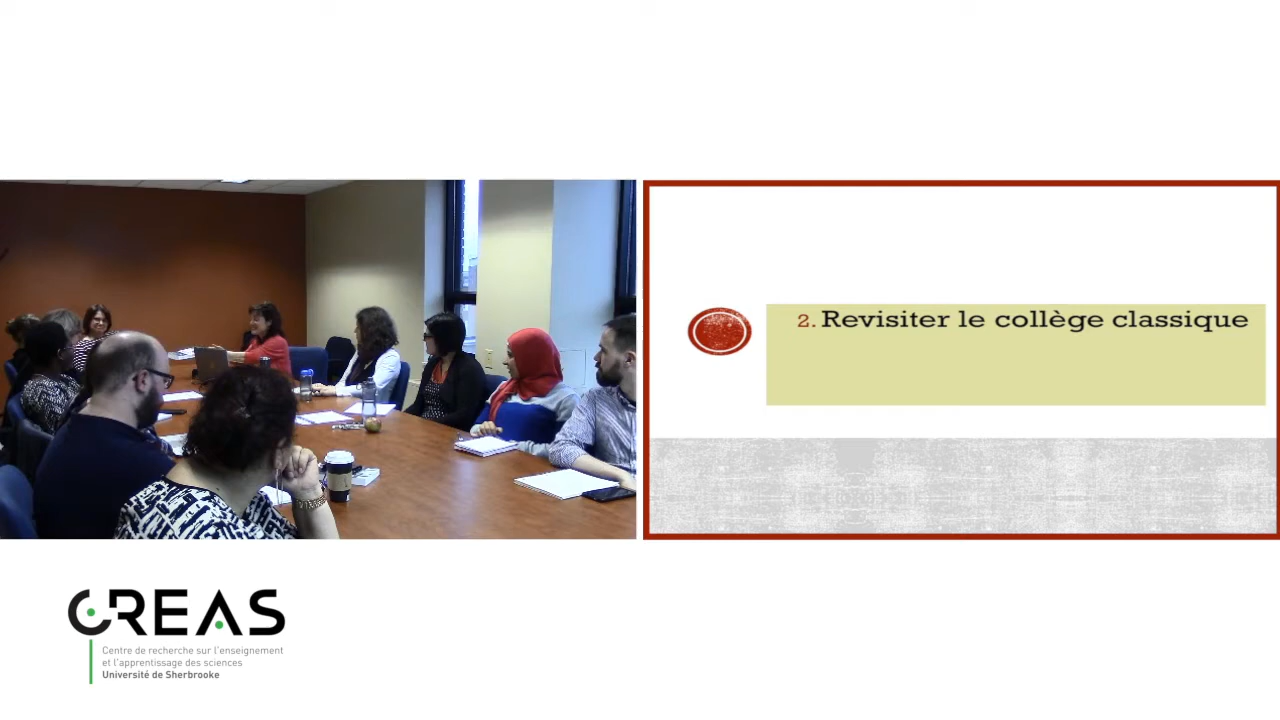 2. Revisiter le collège classique
CREAS
Centre de recherche sur l'enseignement
et l'apprentissage des sciences
Université de Sherbrooke